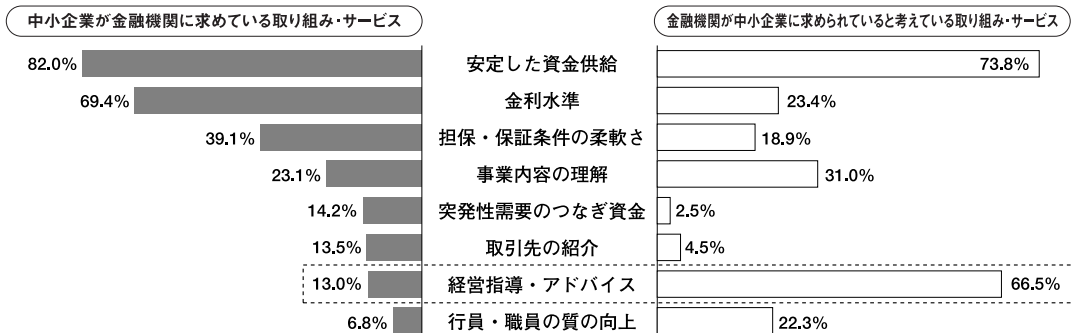 中小企業が金融機関に求めている取り組み・サービス 金融機関が中小企業に求められていると考えている取り組み・サービス
82.0% 安定した資金供給 73.8%
69.4% 金利水準 23.4%
39.1% 担保・保証条件の柔軟さ 18.9%
23.1% 事業内容の理解 31.0%
14.2% 突発性需要のつなぎ資金 2.5%
13.5% 取引先の紹介 4.5%
13.0% 経営指導・アドバイス 66.5%
6.8% 行員・職員の質の向上 22.3%